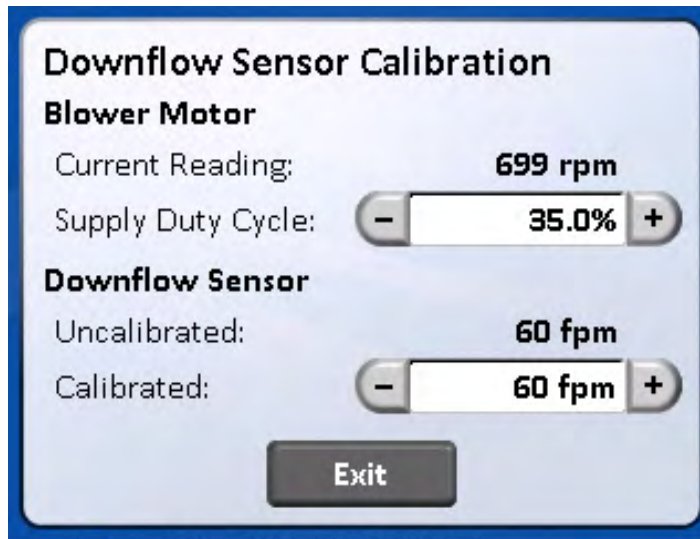 Downflow Sensor Calibration
Blower Motor
Current Reading: 699 rpm
Supply Duty Cycle: - 35.0% +
Downflow Sensor
Uncalibrated: 60 fpm
Calibrated: - 60 fpm +
Exit